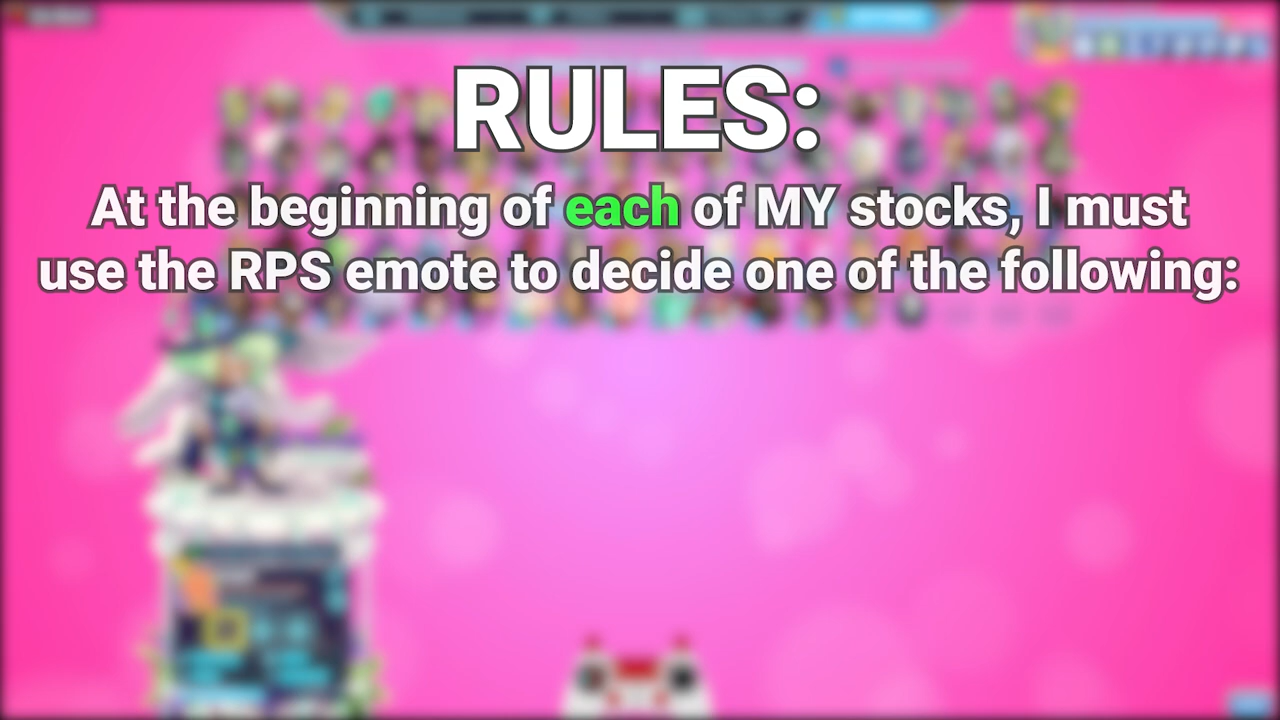 RULES:
At the beginning of each of MY stocks, I must
use the RPS emote to decide one of the following: